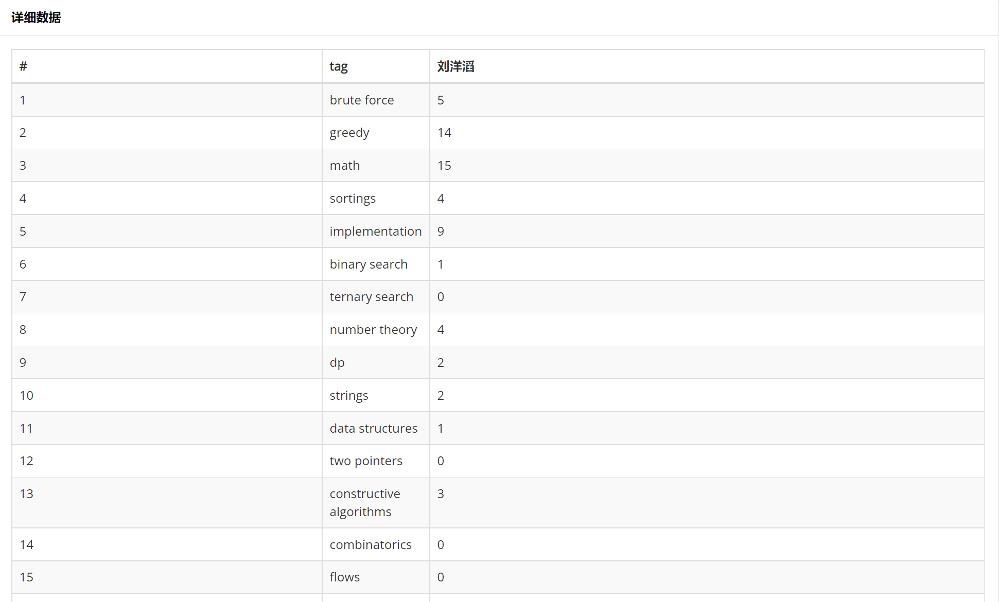 详细数据
# tag 刘洋滔
1 brute force 5
2 greedy 14
3 math 15
4 sortings 4
5 implementation 9
6 binary search 1
7 ternary search 0
8 number theory 4
9 dp 2
10 strings 2
11 data structures 1
12 two pointers 0
13 constructive 3
algorithms
14 combinatorics 0
15 flows 0